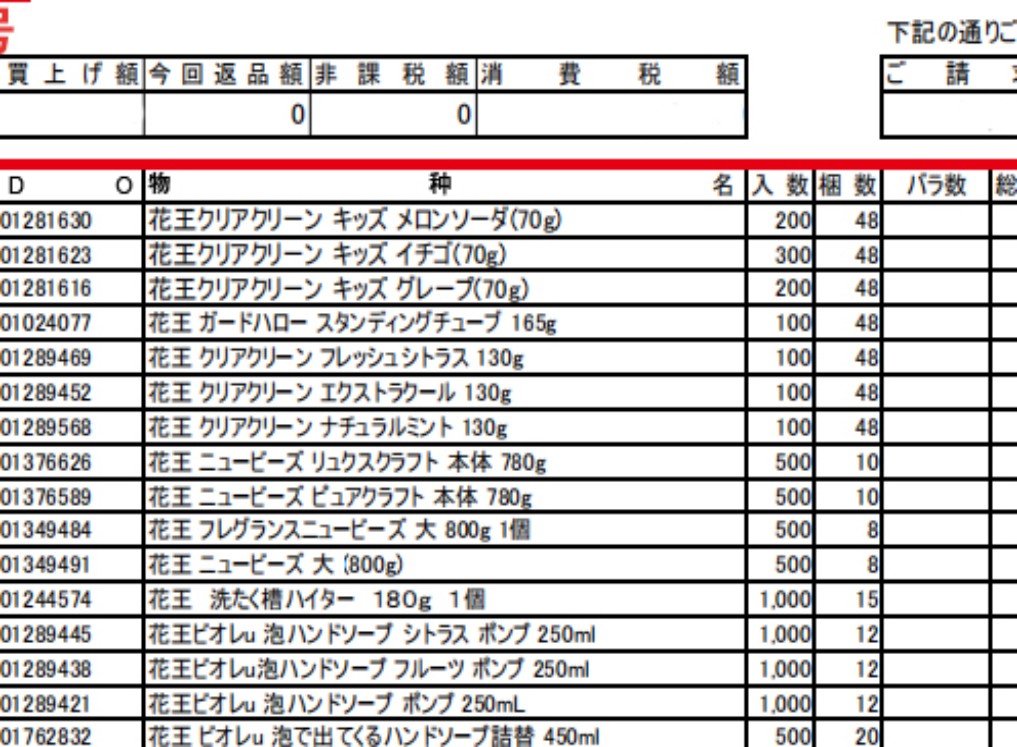 号
下記の通りご
買上げ額 今回返品額 非課税額 消費税額 ご請
0 0
D O 物種名 入数 梱数 バラ数 総
01281630 花王クリアクリーン キッズ メロンソーダ(70g) 200 48
01281623 花王クリアクリーン キッズ イチゴ(70g) 300 48
01281616 花王クリアクリーン キッズ グレープ(70g) 200 48
01024077 花王 ガードハロー スタンディングチューブ 165g 100 48
01289469 花王 クリアクリーン フレッシュシトラス 130g 100 48
01289452 花王 クリアクリーン エクストラクール 130g 100 48
01289568 花王 クリアクリーン ナチュラルミント 130g 100 48
01376626 花王 ニュービーズ リュクスクラフト 本体 780g 500 10
01376589 花王 ニュービーズ ピュアクラフト 本体 780g 500 10
01349484 花王 フレグランスニュービーズ 大 800g 1個 500 8
01349491 花王 ニュービーズ 大 (800g) 500 8
01244574 花王 洗たく槽ハイター 180g 1個 1,000 15
01289445 花王ビオレu 泡ハンドソープ シトラス ポンプ 250ml 1,000 12
01289438 花王ビオレu泡ハンドソープ フルーツ ポンプ 250ml 1,000 12
01289421 花王ビオレu 泡ハンドソープ ポンプ 250mL 1,000 12
01762832 花王 ビオレu 泡で出てくるハンドソープ詰替 450ml 500 20